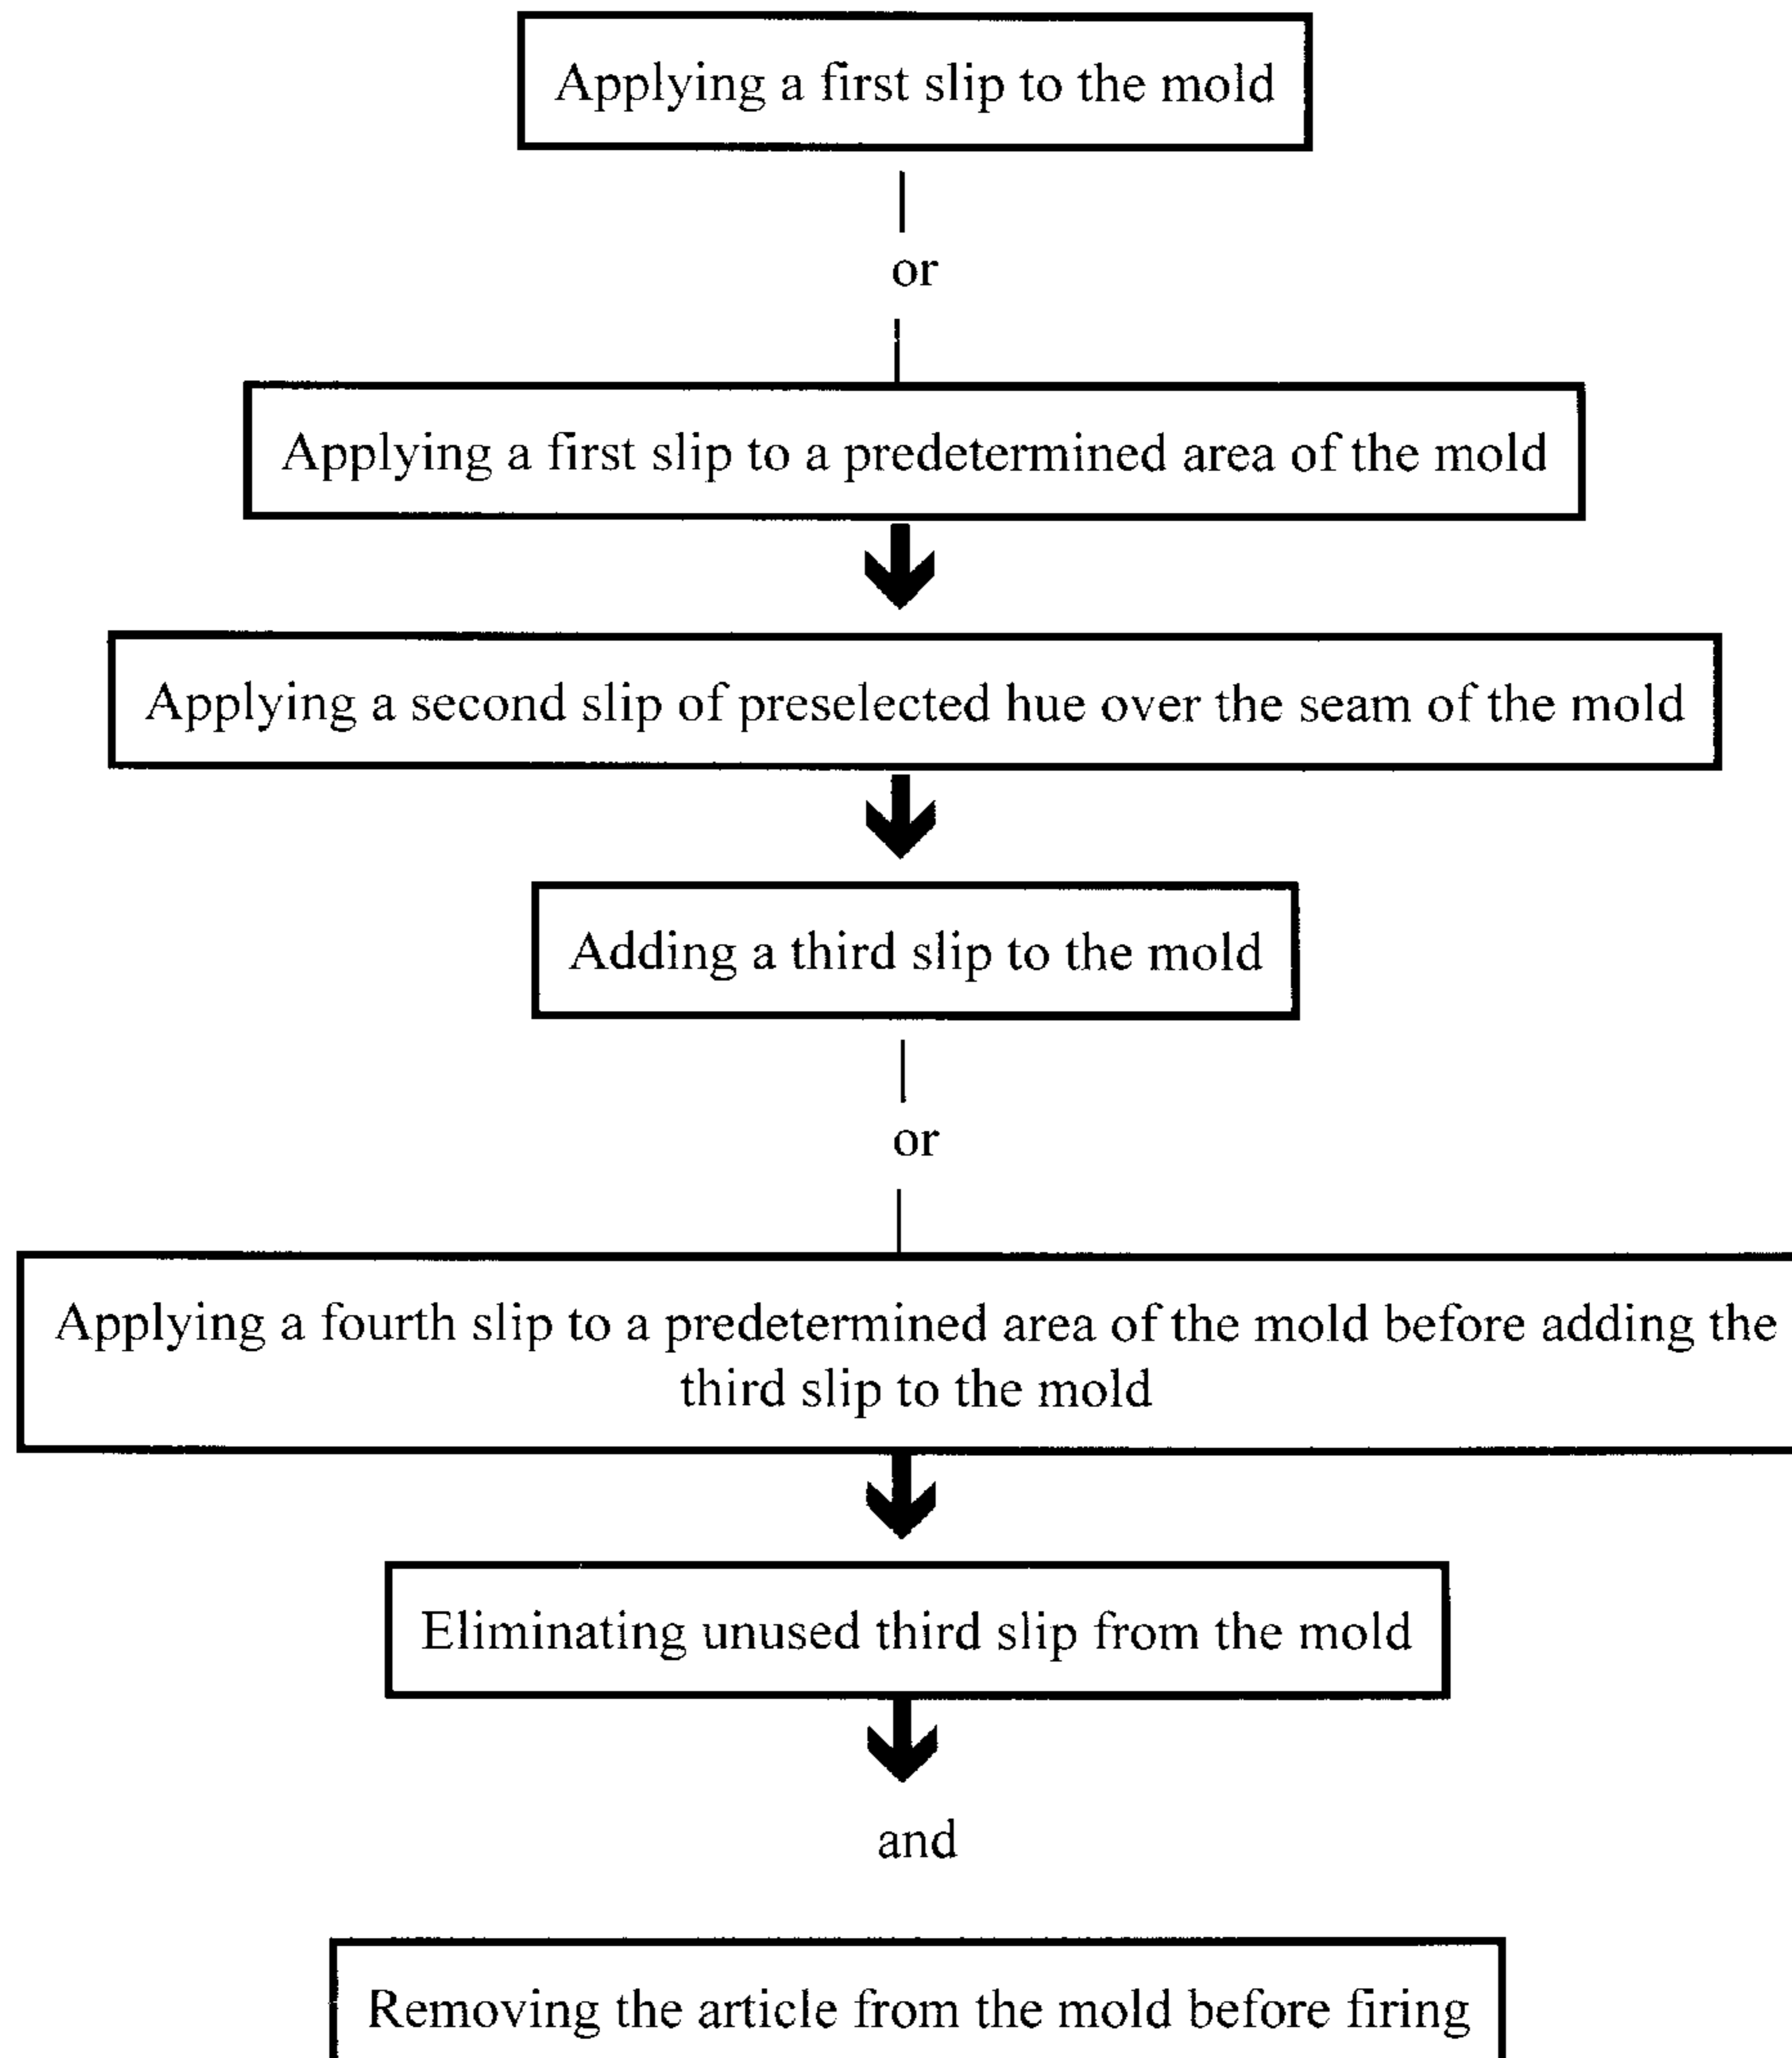 Applying a first slip to the mold
or
Applying a first slip to a predetermined area of the mold
Applying a second slip of preselected hue over the seam of the mold
Adding a third slip to the mold
or
Applying a fourth slip to a predetermined area of the mold before adding the
third slip to the mold
Eliminating unused third slip from the mold
and
Removing the article from the mold before firing